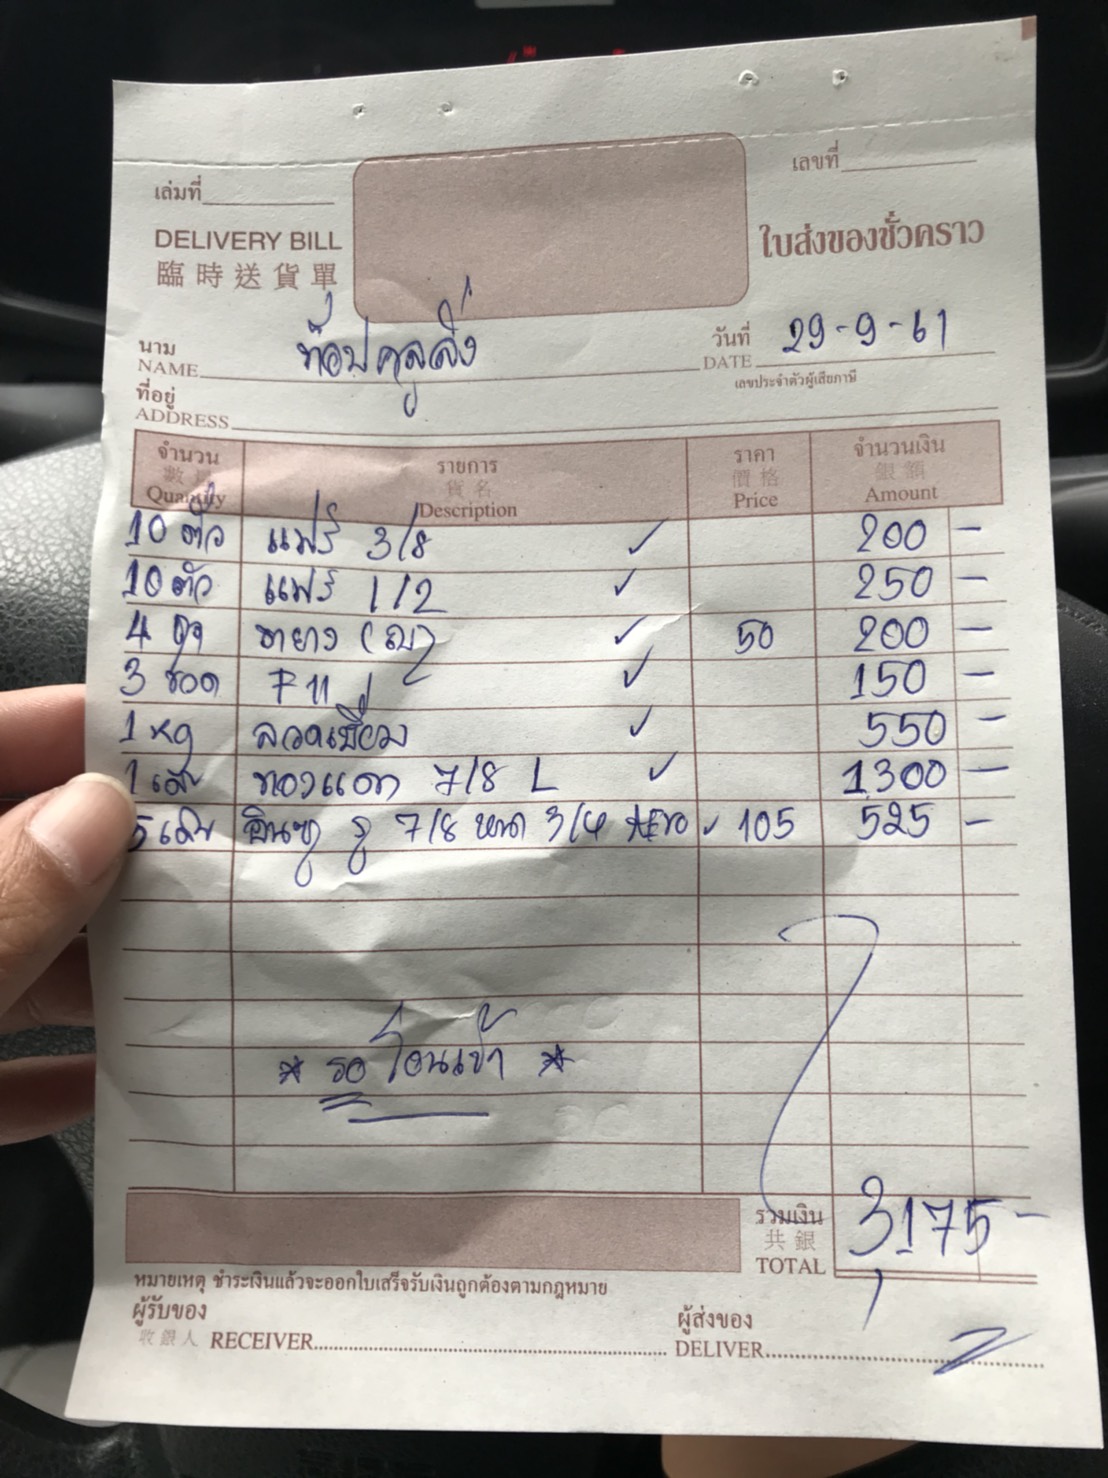 เล่มที่
เลขที่
DELIVERY BILL
ใบส่งของชั่วคราว
臨時送貨單
นาม ท็อปคูลลิ่ง วันที่ 29-9-61
NAME DATE
เลขประจำตัวผู้เสียภาษี
ที่อยู่
ADDRESS
จำนวน รายการ ราคา จำนวนเงิน
數 貨名 價格 銀額
Quantity Description Price Amount
10 ตัว แฟร์ 3/8 ✓ 200 –
10 ตัว แฟร์ 1/2 ✓ 250 –
4 ขายาง ✓ 50 200 –
3 ขวด F11 ✓ 150 –
1 kg ลวดเชื่อม ✓ 550 –
1 เส้น ทองแดง 7/8 L ✓ 1300 –
5 เส้น อินซู รู 7/8 หนา 3/4 AERO ✓ 105 525 –
* รอโอนเข้า *
รวมเงิน 3175 –
共銀
TOTAL
หมายเหตุ ชำระเงินแล้วจะออกใบเสร็จรับเงินถูกต้องตามกฎหมาย
ผู้รับของ ผู้ส่งของ
收銀人 RECEIVER DELIVER